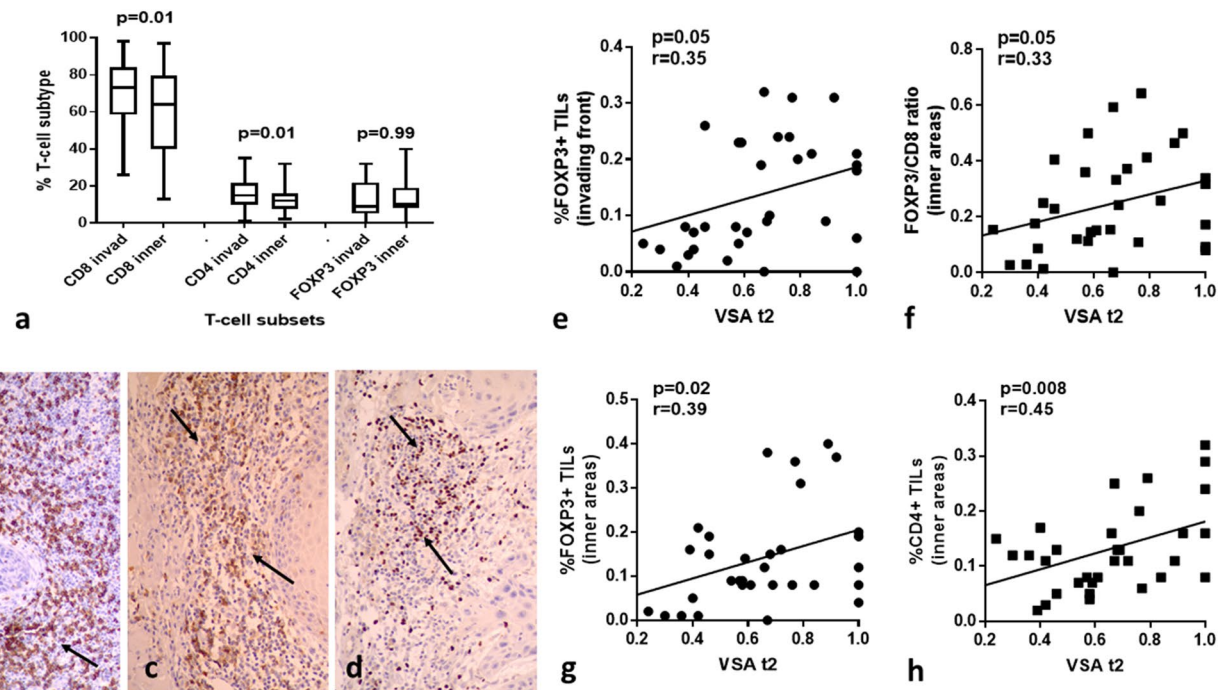 p=0.01
100
80
60
40
20
0
% T-cell subtype
p=0.01
p=0.99
CD8 invad
CD8 inner
CD4 invad
CD4 inner
FOXP3 invad
FOXP3 inner
T-cell subsets
a
c
d
p=0.05
r=0.35
0.4
0.3
0.2
0.1
0.0
%FOXP3+ TILs
(invading front)
0.2 0.4 0.6 0.8 1.0
VSA t2
e
p=0.05
r=0.33
0.8
0.6
0.4
0.2
0.0
FOXP3/CD8 ratio
(inner areas)
0.2 0.4 0.6 0.8 1.0
VSA t2
f
p=0.02
r=0.39
0.5
0.4
0.3
0.2
0.1
0.0
%FOXP3+ TILs
(inner areas)
0.2 0.4 0.6 0.8 1.0
VSA t2
g
p=0.008
r=0.45
0.4
0.3
0.2
0.1
0.0
%CD4+ TILs
(inner areas)
0.2 0.4 0.6 0.8 1.0
VSA t2
h